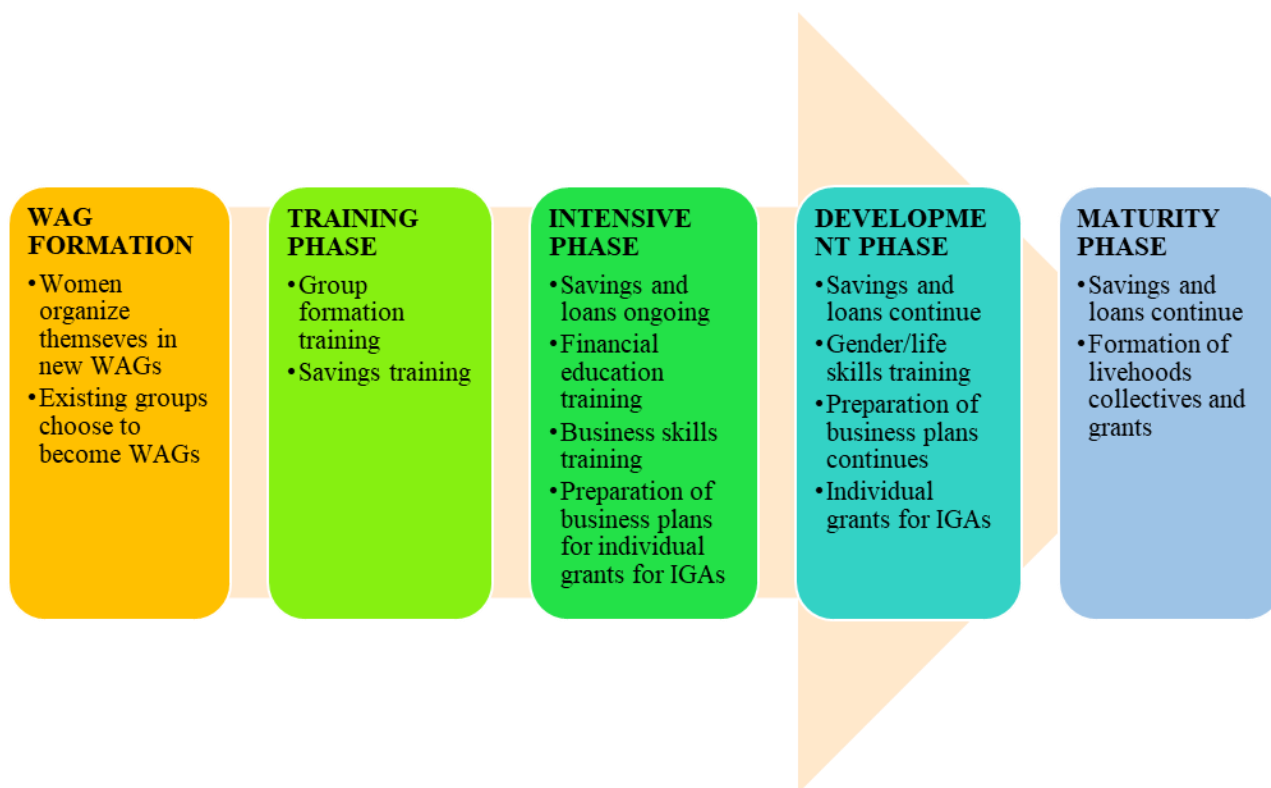 WAG
FORMATION
•Women
organize
themseves in
new WAGs
•Existing groups
choose to
become WAGs
TRAINING
PHASE
•Group
formation
training
•Savings training
INTENSIVE
PHASE
•Savings and
loans ongoing
•Financial
education
training
•Business skills
training
•Preparation of
business plans
for individual
grants for IGAs
DEVELOPME
NT PHASE
•Savings and
loans continue
•Gender/life
skills training
•Preparation of
business plans
continues
•Individual
grants for IGAs
MATURITY
PHASE
•Savings and
loans continue
•Formation of
livehoods
collectives and
grants